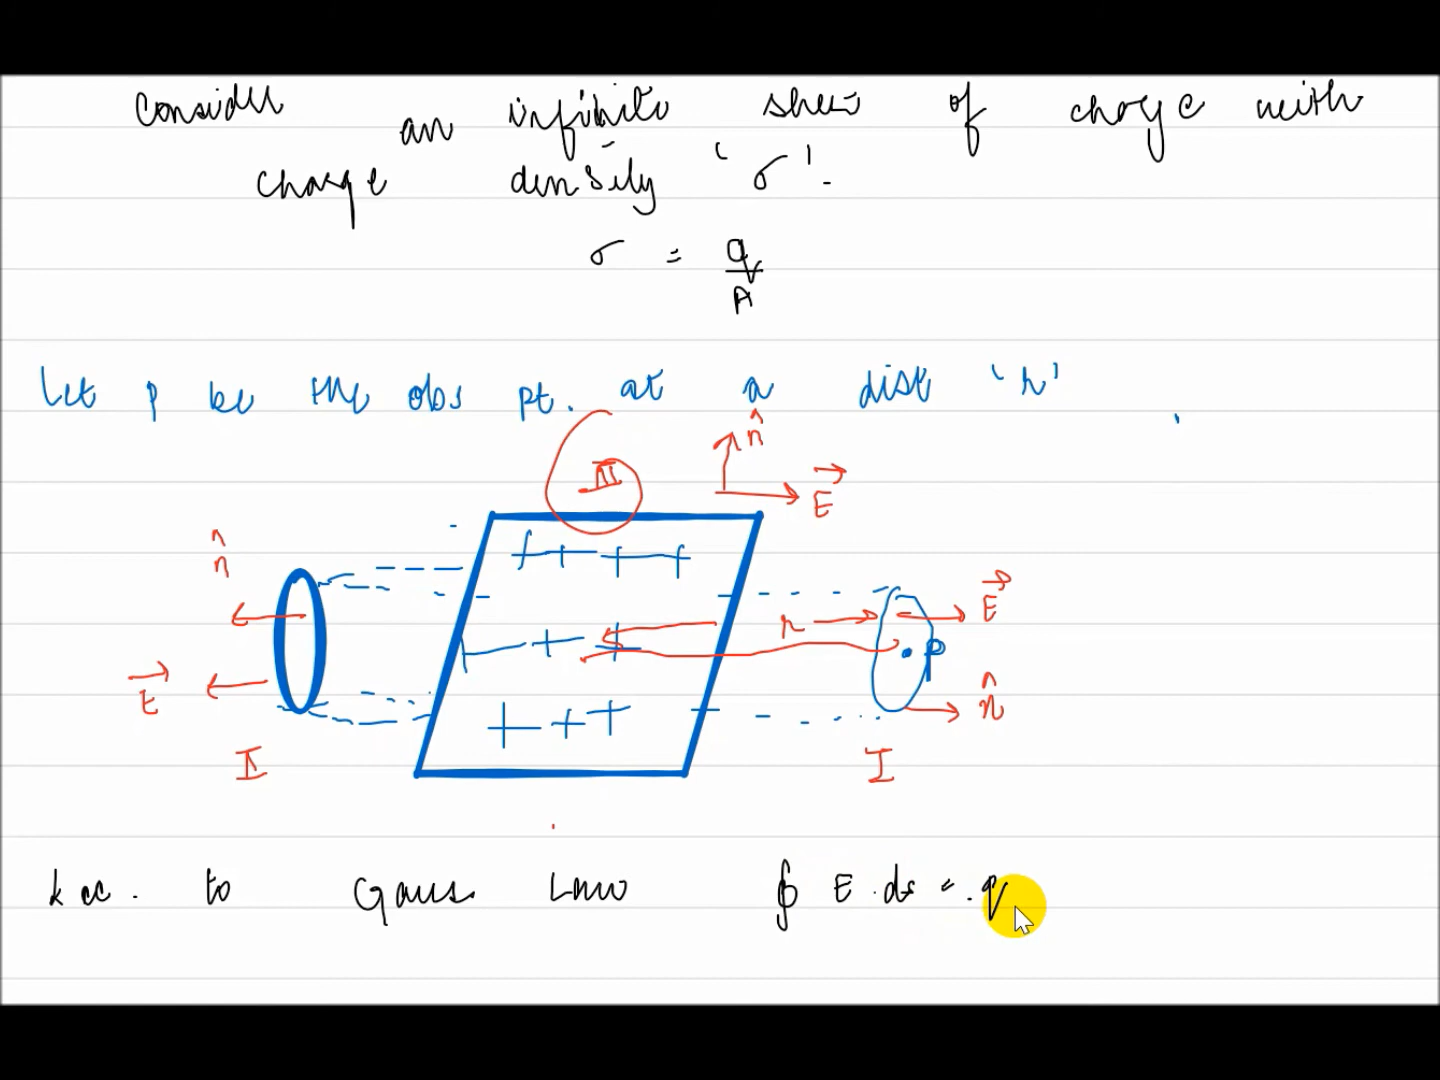 Consider an infinite sheet of charge with
charge density 'σ'.
σ = q/A
Let p be the obs pt. at a dist 'r'
III
n̂
E⃗
n̂
E⃗
r
E⃗
P
n̂
II
I
Acc. to Gauss Law ∮ E.ds = q